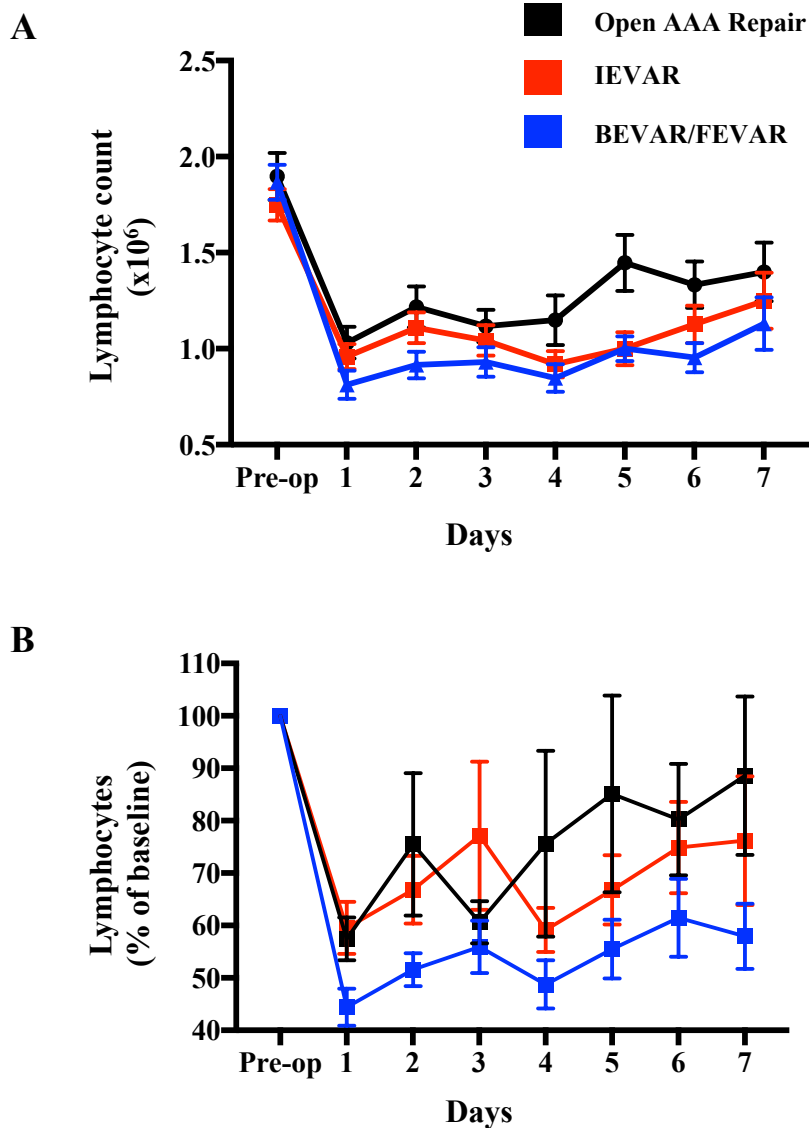 A
Open AAA Repair
IEVAR
BEVAR/FEVAR
Lymphocyte count
(x10⁶)
2.5
2.0
1.5
1.0
0.5
Pre-op 1 2 3 4 5 6 7
Days
B
Lymphocytes
(% of baseline)
110
100
90
80
70
60
50
40
Pre-op 1 2 3 4 5 6 7
Days